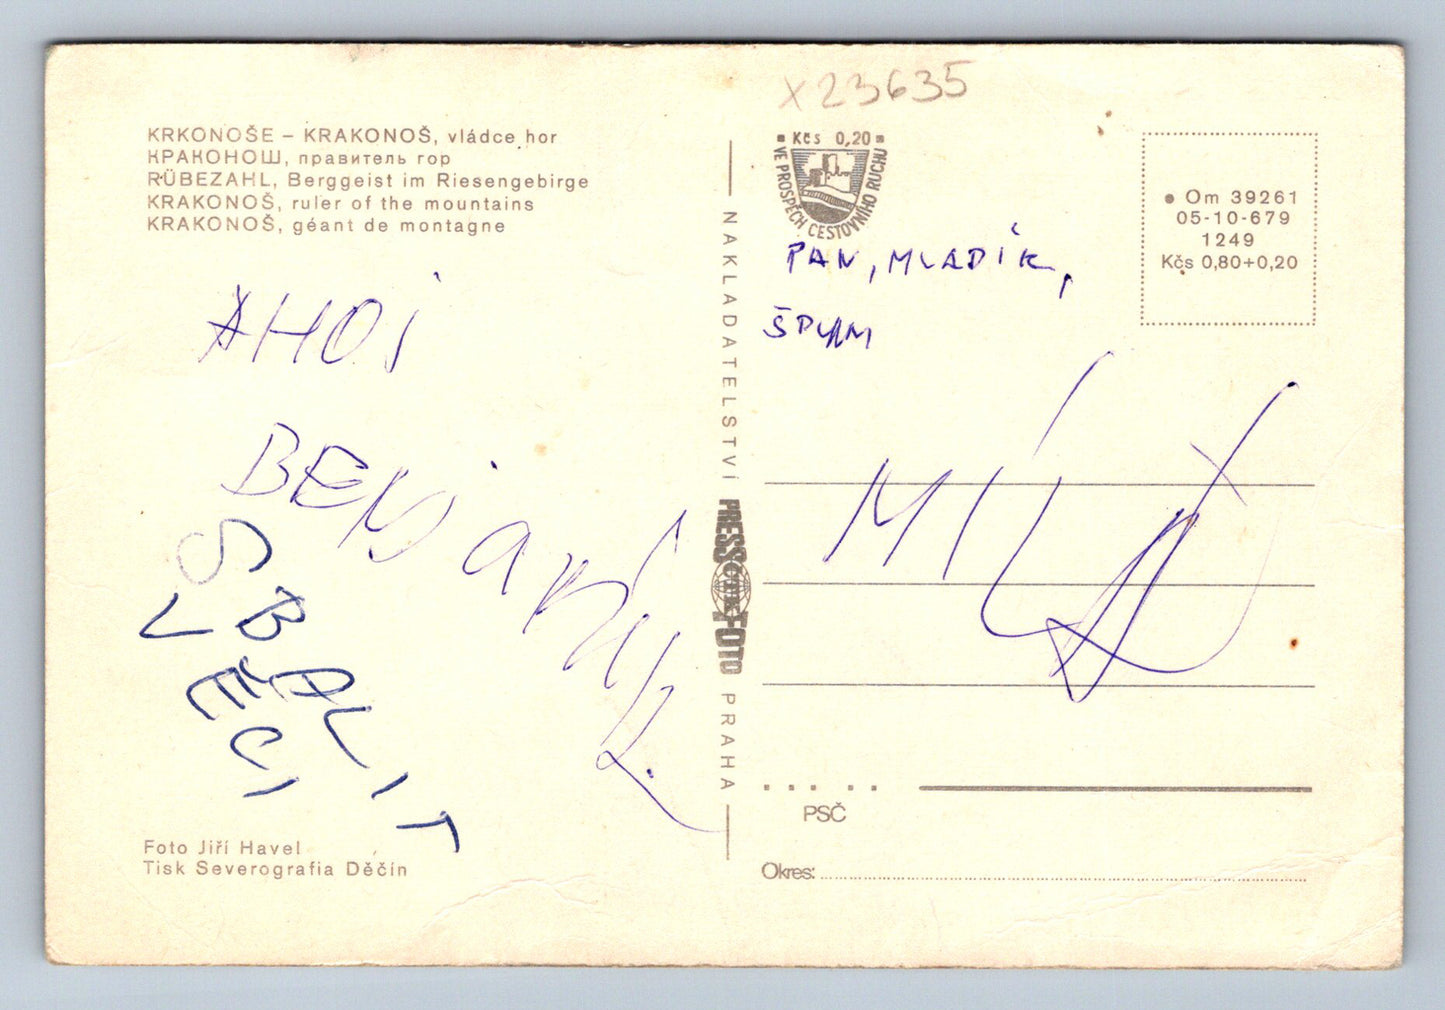 x23635
KRKONOŠE – KRAKONOŠ, vládce hor
КРАКОНОШ, правитель гор
RÜBEZAHL, Berggeist im Riesengebirge
KRAKONOŠ, ruler of the mountains
KRAKONOŠ, géant de montagne
AHOJ
SBALIT
VĚCI
Foto Jiří Havel
Tisk Severografia Děčín
NAKLADATELSTVÍ PRESSFOTO PRAHA
Kčs 0,20
VE PROSPĚCH CESTOVNÍHO RUCHU
Om 39261
05-10-679
1249
Kčs 0,80+0,20
PAN, MLADÍK,
PSČ
Okres: